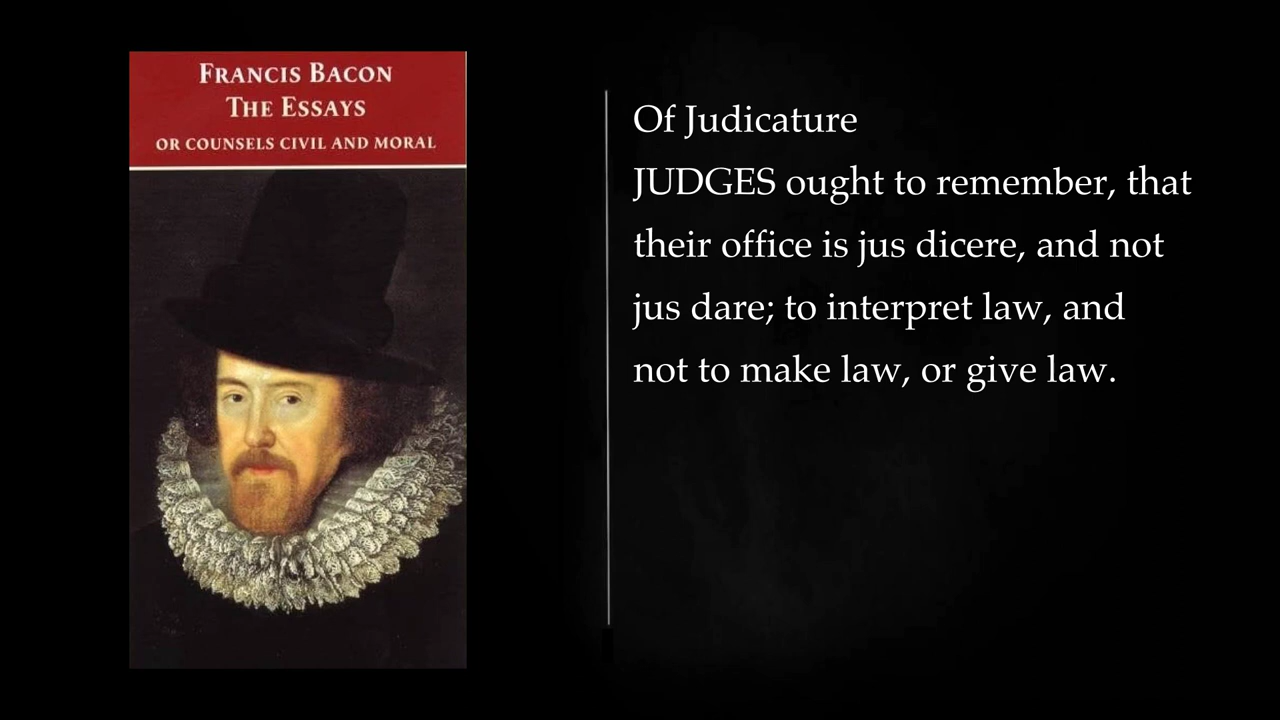 FRANCIS BACON
THE ESSAYS
OR COUNSELS CIVIL AND MORAL
Of Judicature
JUDGES ought to remember, that
their office is jus dicere, and not
jus dare; to interpret law, and
not to make law, or give law.